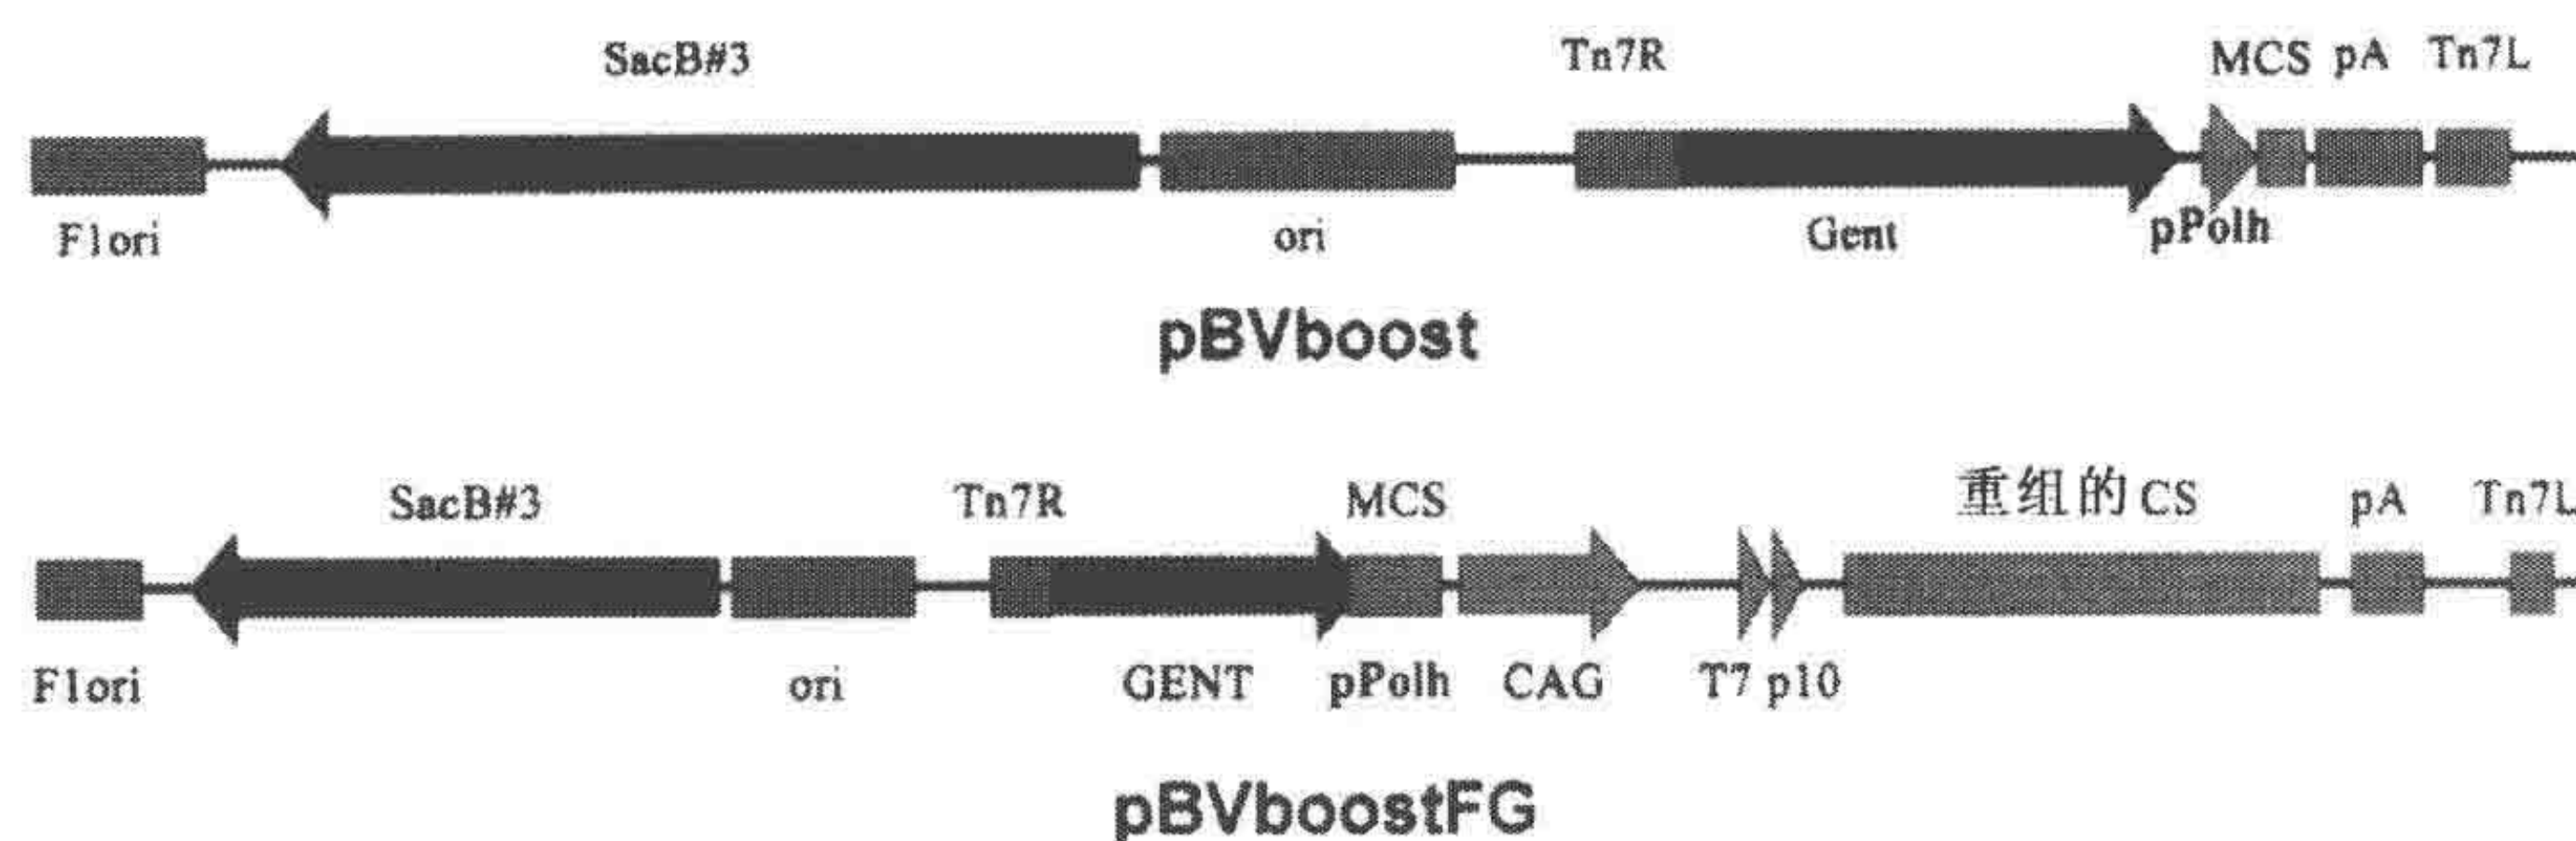 SacB#3 Tn7R MCS pA Tn7L
F1ori ori Gent pPolh
pBVboost
SacB#3 Tn7R MCS 重组的CS pA Tn7L
F1ori ori GENT pPolh CAG T7 p10
pBVboostFG